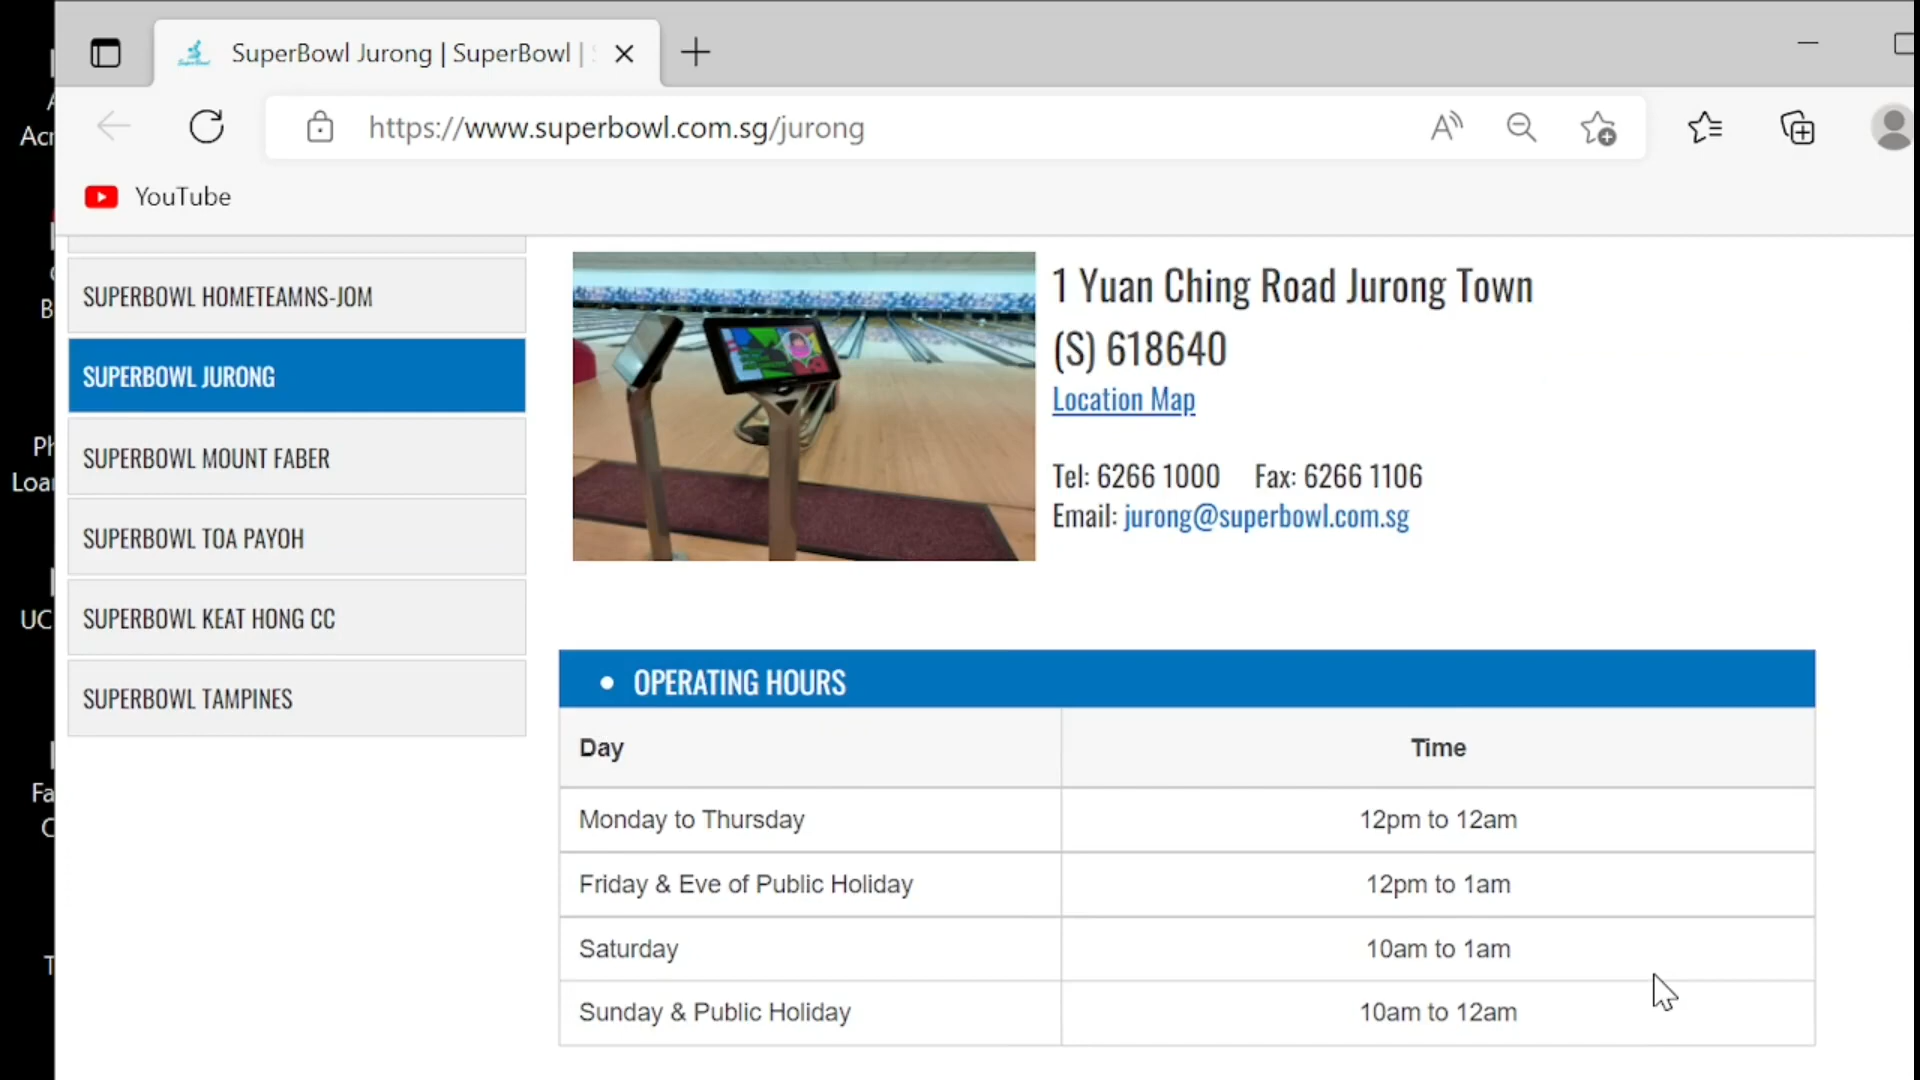 SuperBowl Jurong | SuperBowl |
https://www.superbowl.com.sg/jurong
YouTube
SUPERBOWL HOMETEAMNS-JOM
SUPERBOWL JURONG
SUPERBOWL MOUNT FABER
SUPERBOWL TOA PAYOH
SUPERBOWL KEAT HONG CC
SUPERBOWL TAMPINES
1 Yuan Ching Road Jurong Town
(S) 618640
Location Map
Tel: 6266 1000 Fax: 6266 1106
Email: jurong@superbowl.com.sg
• OPERATING HOURS
Day Time
Monday to Thursday 12pm to 12am
Friday & Eve of Public Holiday 12pm to 1am
Saturday 10am to 1am
Sunday & Public Holiday 10am to 12am